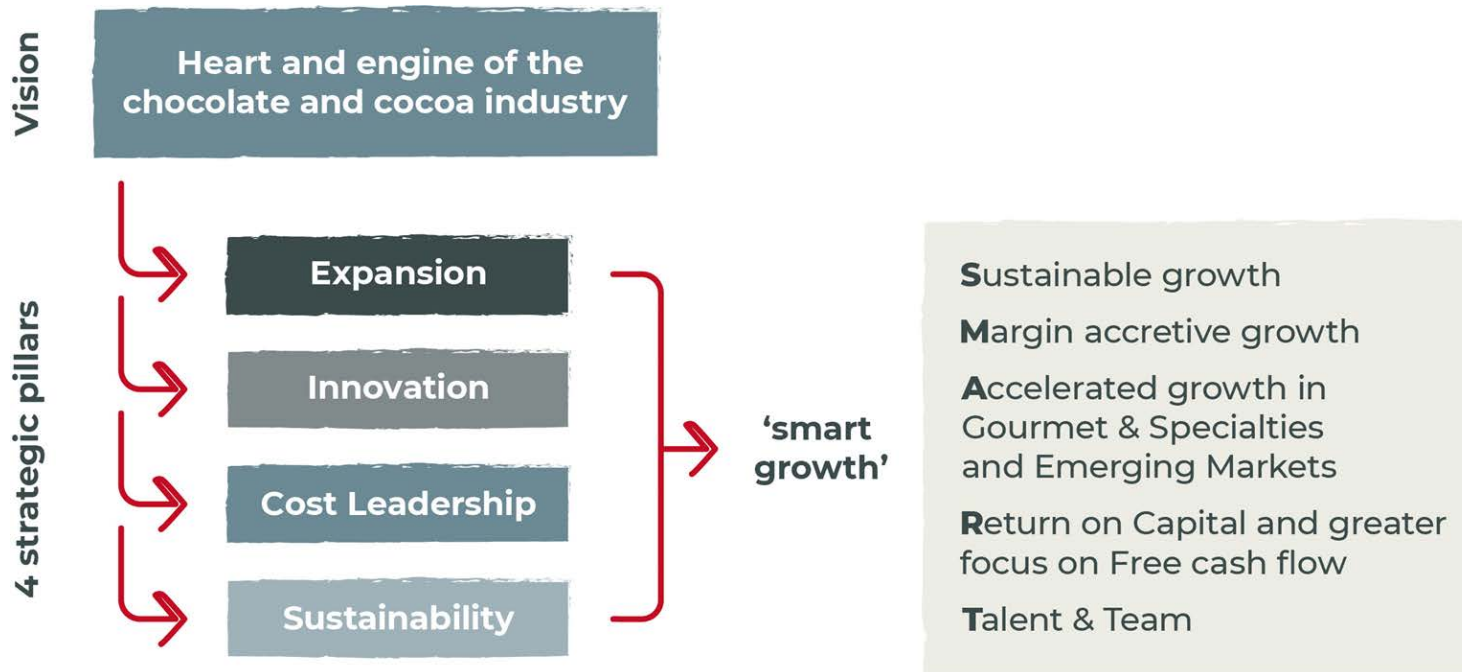 Vision
Heart and engine of the
chocolate and cocoa industry
4 strategic pillars
Expansion
Innovation
Cost Leadership
Sustainability
‘smart
growth’
Sustainable growth
Margin accretive growth
Accelerated growth in
Gourmet & Specialties
and Emerging Markets
Return on Capital and greater
focus on Free cash flow
Talent & Team